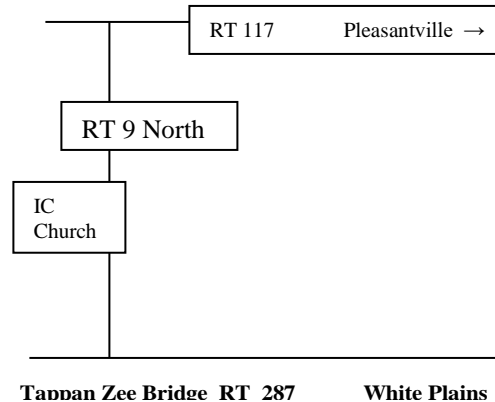 RT 117 Pleasantville →
RT 9 North
IC
Church
Tappan Zee Bridge RT 287 White Plains